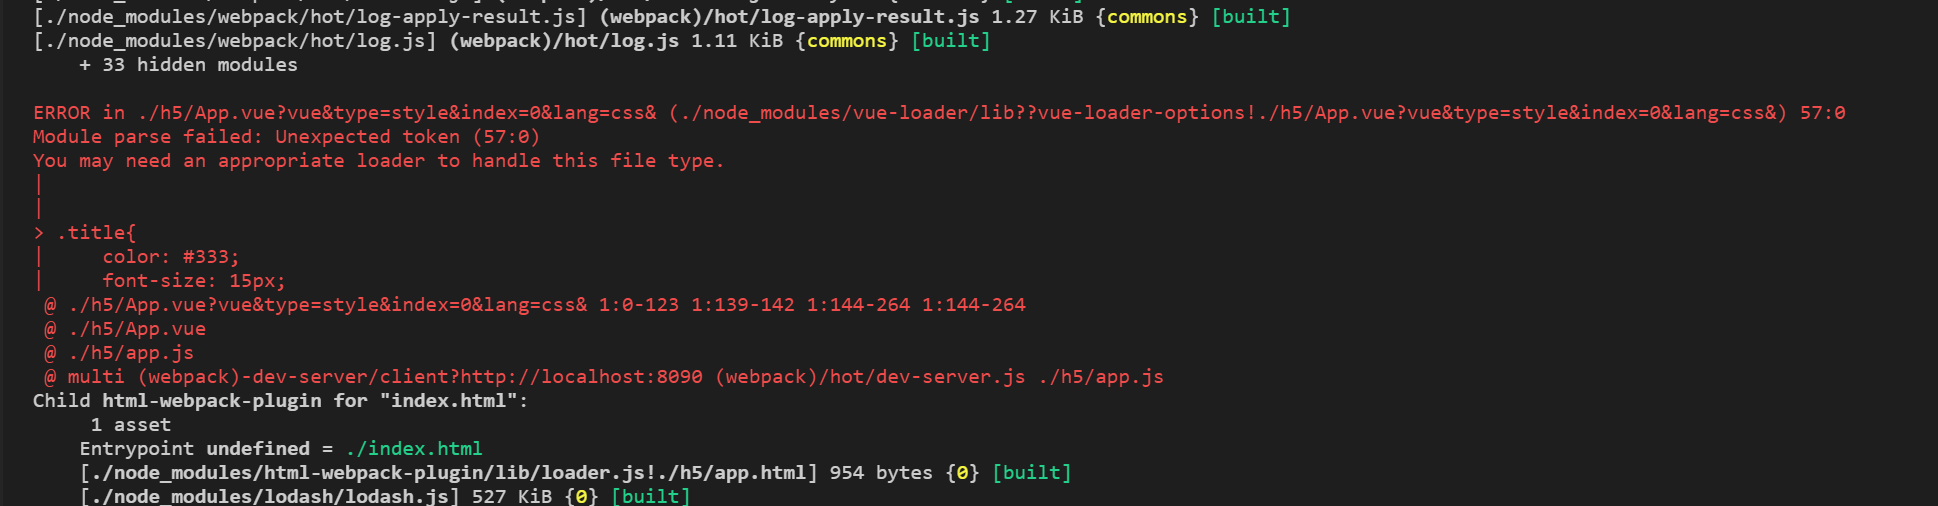 [./node_modules/webpack/hot/log-apply-result.js] (webpack)/hot/log-apply-result.js 1.27 KiB {commons} [built]
[./node_modules/webpack/hot/log.js] (webpack)/hot/log.js 1.11 KiB {commons} [built]
    + 33 hidden modules

ERROR in ./h5/App.vue?vue&type=style&index=0&lang=css& (./node_modules/vue-loader/lib??vue-loader-options!./h5/App.vue?vue&type=style&index=0&lang=css&) 57:0
Module parse failed: Unexpected token (57:0)
You may need an appropriate loader to handle this file type.
|
|
> .title{
|     color: #333;
|     font-size: 15px;
 @ ./h5/App.vue?vue&type=style&index=0&lang=css& 1:0-123 1:139-142 1:144-264 1:144-264
 @ ./h5/App.vue
 @ ./h5/app.js
 @ multi (webpack)-dev-server/client?http://localhost:8090 (webpack)/hot/dev-server.js ./h5/app.js
Child html-webpack-plugin for "index.html":
     1 asset
    Entrypoint undefined = ./index.html
    [./node_modules/html-webpack-plugin/lib/loader.js!./h5/app.html] 954 bytes {0} [built]
    [./node_modules/lodash/lodash.js] 527 KiB {0} [built]